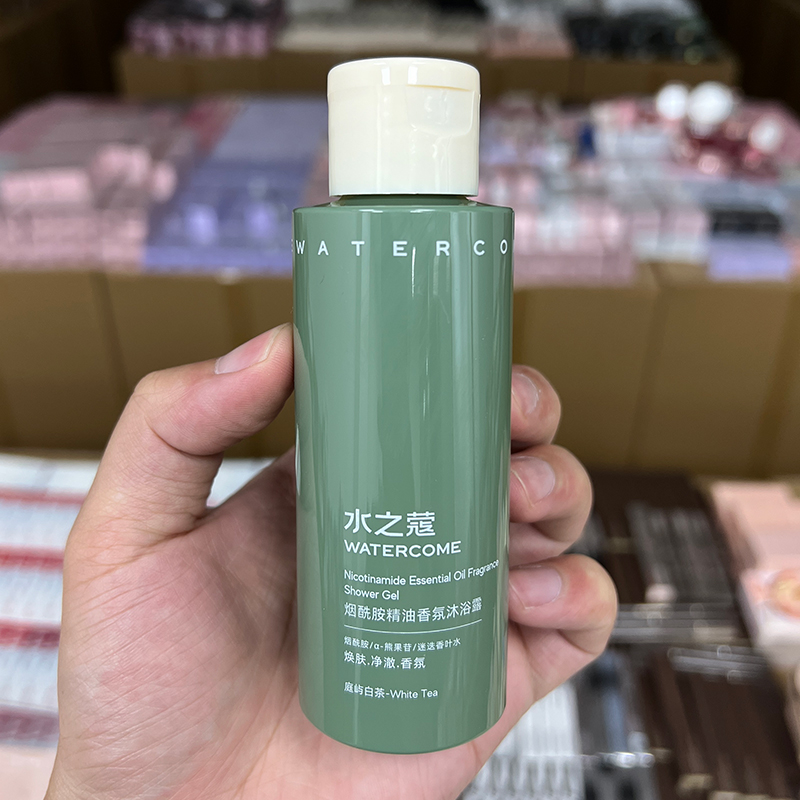 WATERCO
水之蔻
WATERCOME
Nicotinamide Essential Oil Fragrance
Shower Gel
烟酰胺精油香氛沐浴露
烟酰胺/α-熊果苷/迷迭香叶水
焕肤.净澈.香氛
庭屿白茶-White Tea